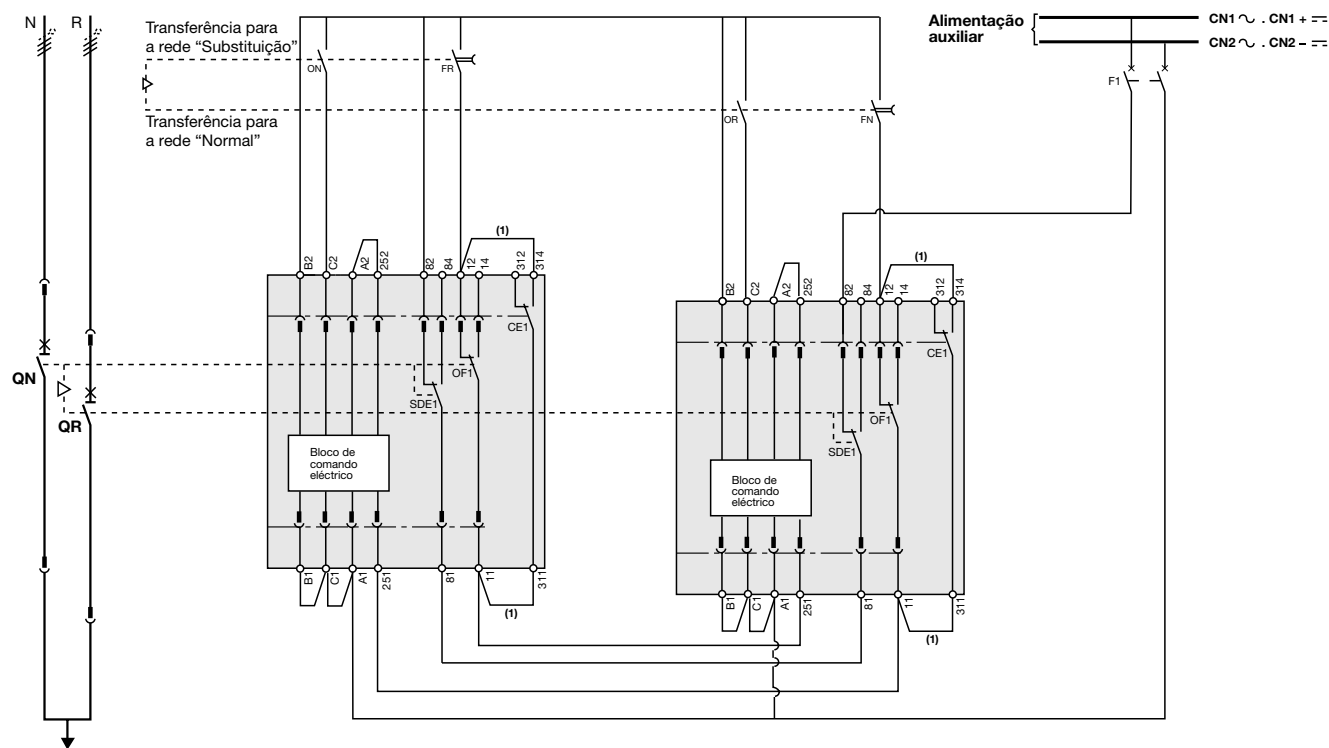 N
R
Transferência para
a rede “Substituição”
Transferência para
a rede “Normal”
ON
FR
OR
FN
Alimentação
auxiliar
CN1 ∿ . CN1 + ⎓
CN2 ∿ . CN2 – ⎓
F1
QN
QR
(1)
B2
C2
A2
252
82
84
12
14
312
314
CE1
OF1
SDE1
Bloco de
comando
eléctrico
B1
C1
A1
251
81
11
311
(1)
(1)
B2
C2
A2
252
82
84
12
14
312
314
CE1
OF1
SDE1
Bloco de
comando
eléctrico
B1
C1
A1
251
81
11
311
(1)